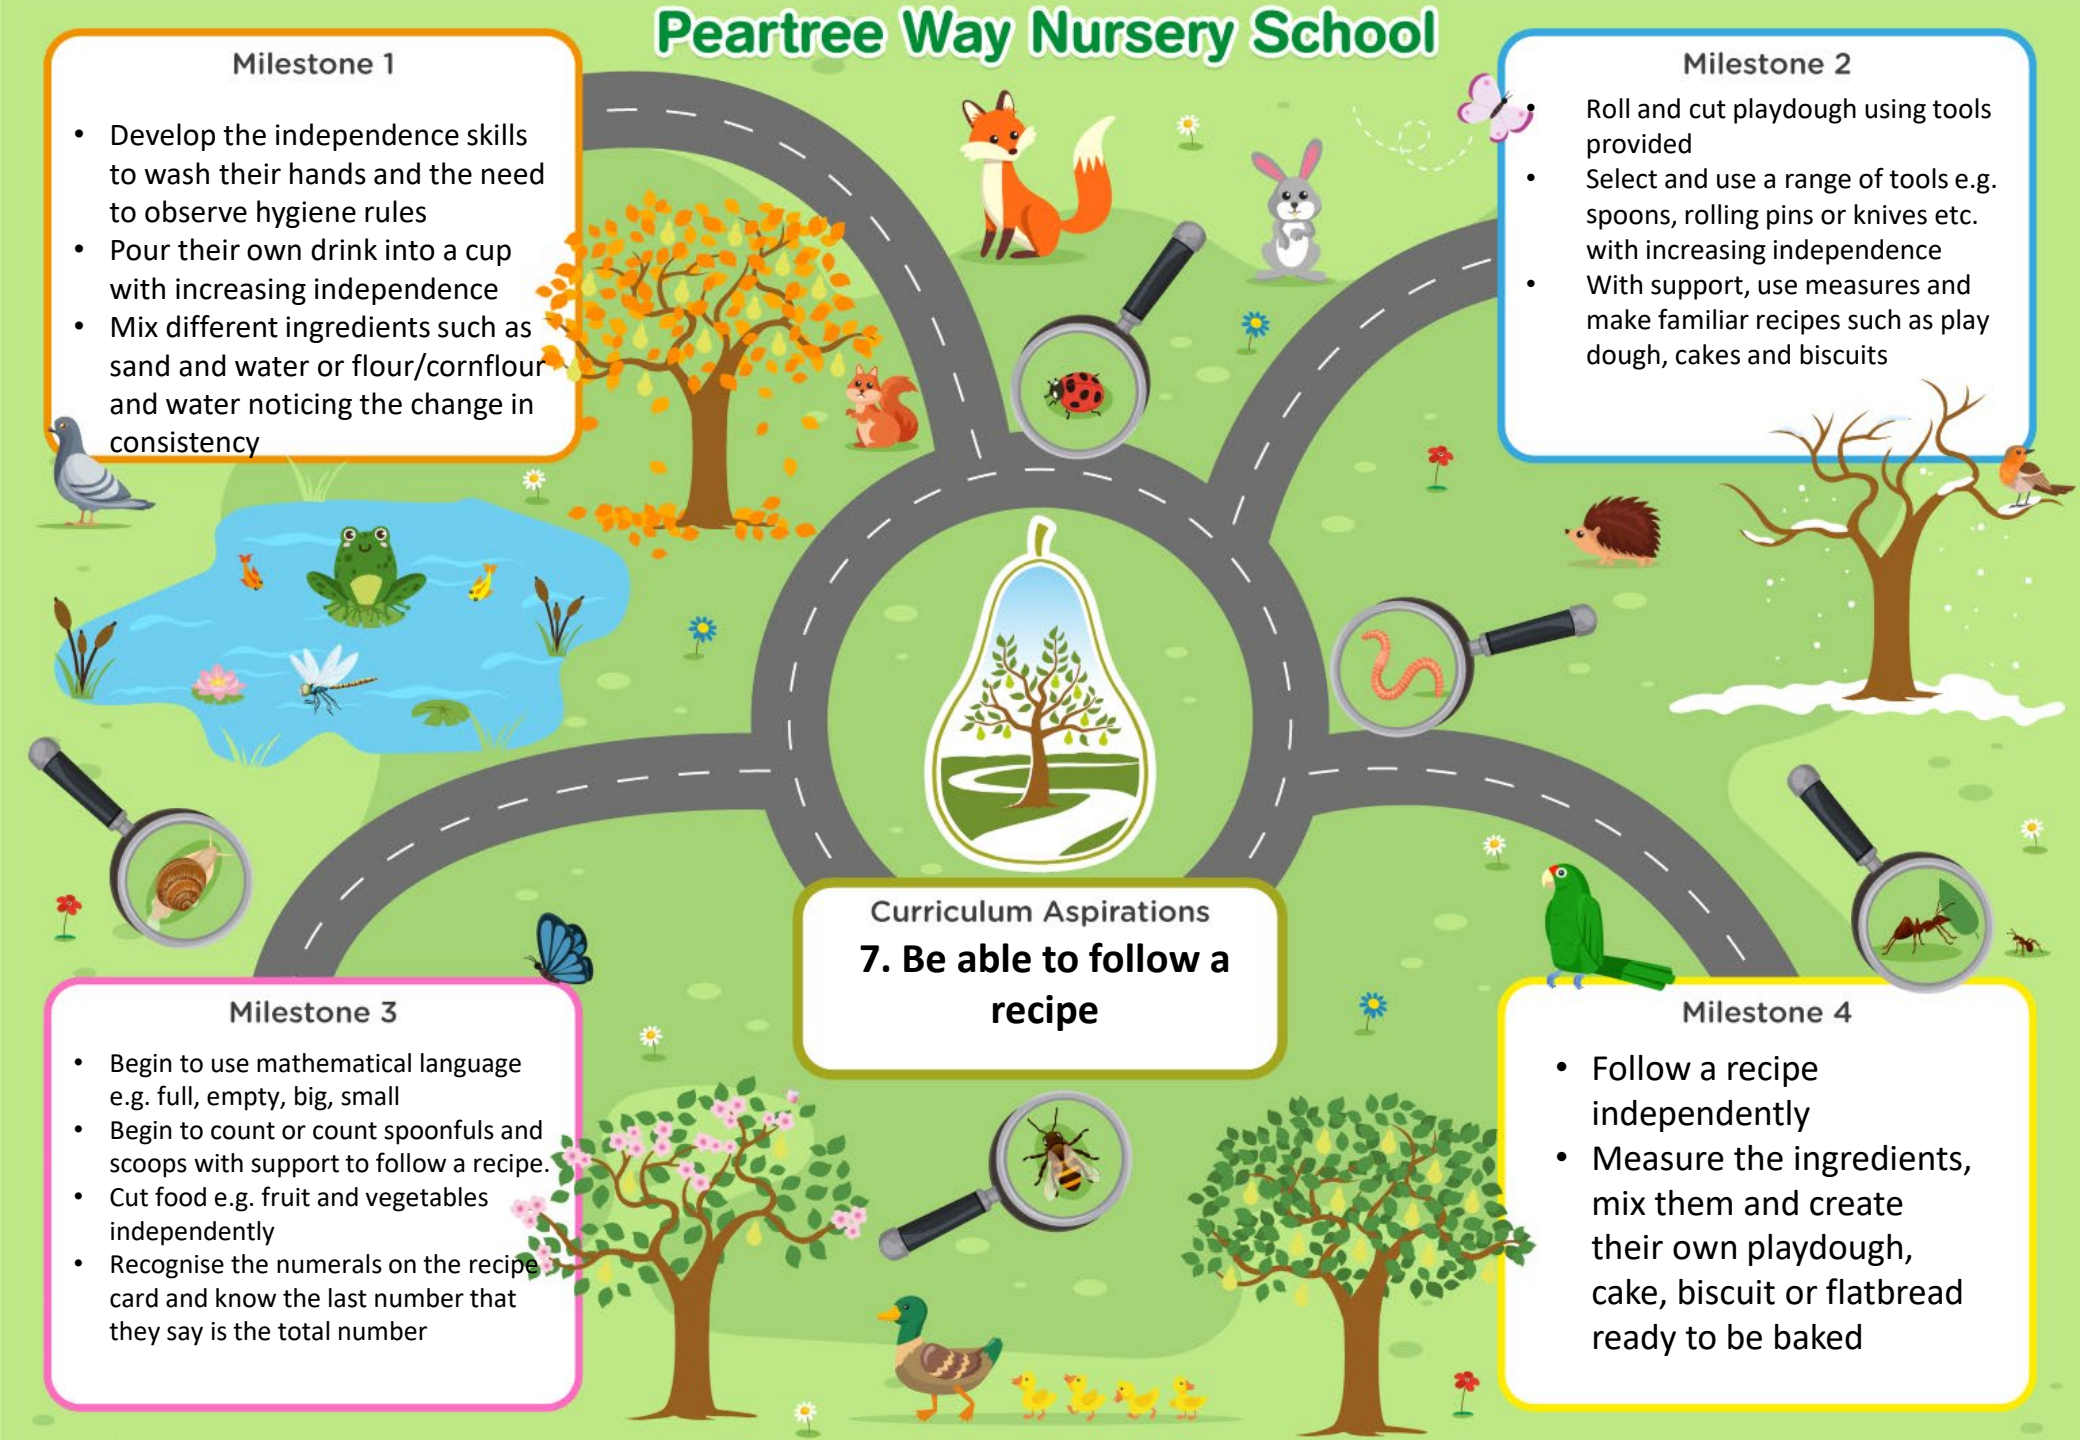 Peartree Way Nursery School
Milestone 1
• Develop the independence skills
to wash their hands and the need
to observe hygiene rules
• Pour their own drink into a cup
with increasing independence
• Mix different ingredients such as
sand and water or flour/cornflour
and water noticing the change in
consistency
Milestone 2
• Roll and cut playdough using tools
provided
• Select and use a range of tools e.g.
spoons, rolling pins or knives etc.
with increasing independence
• With support, use measures and
make familiar recipes such as play
dough, cakes and biscuits
Curriculum Aspirations
7. Be able to follow a
recipe
Milestone 3
• Begin to use mathematical language
e.g. full, empty, big, small
• Begin to count or count spoonfuls and
scoops with support to follow a recipe.
• Cut food e.g. fruit and vegetables
independently
• Recognise the numerals on the recipe
card and know the last number that
they say is the total number
Milestone 4
• Follow a recipe
independently
• Measure the ingredients,
mix them and create
their own playdough,
cake, biscuit or flatbread
ready to be baked